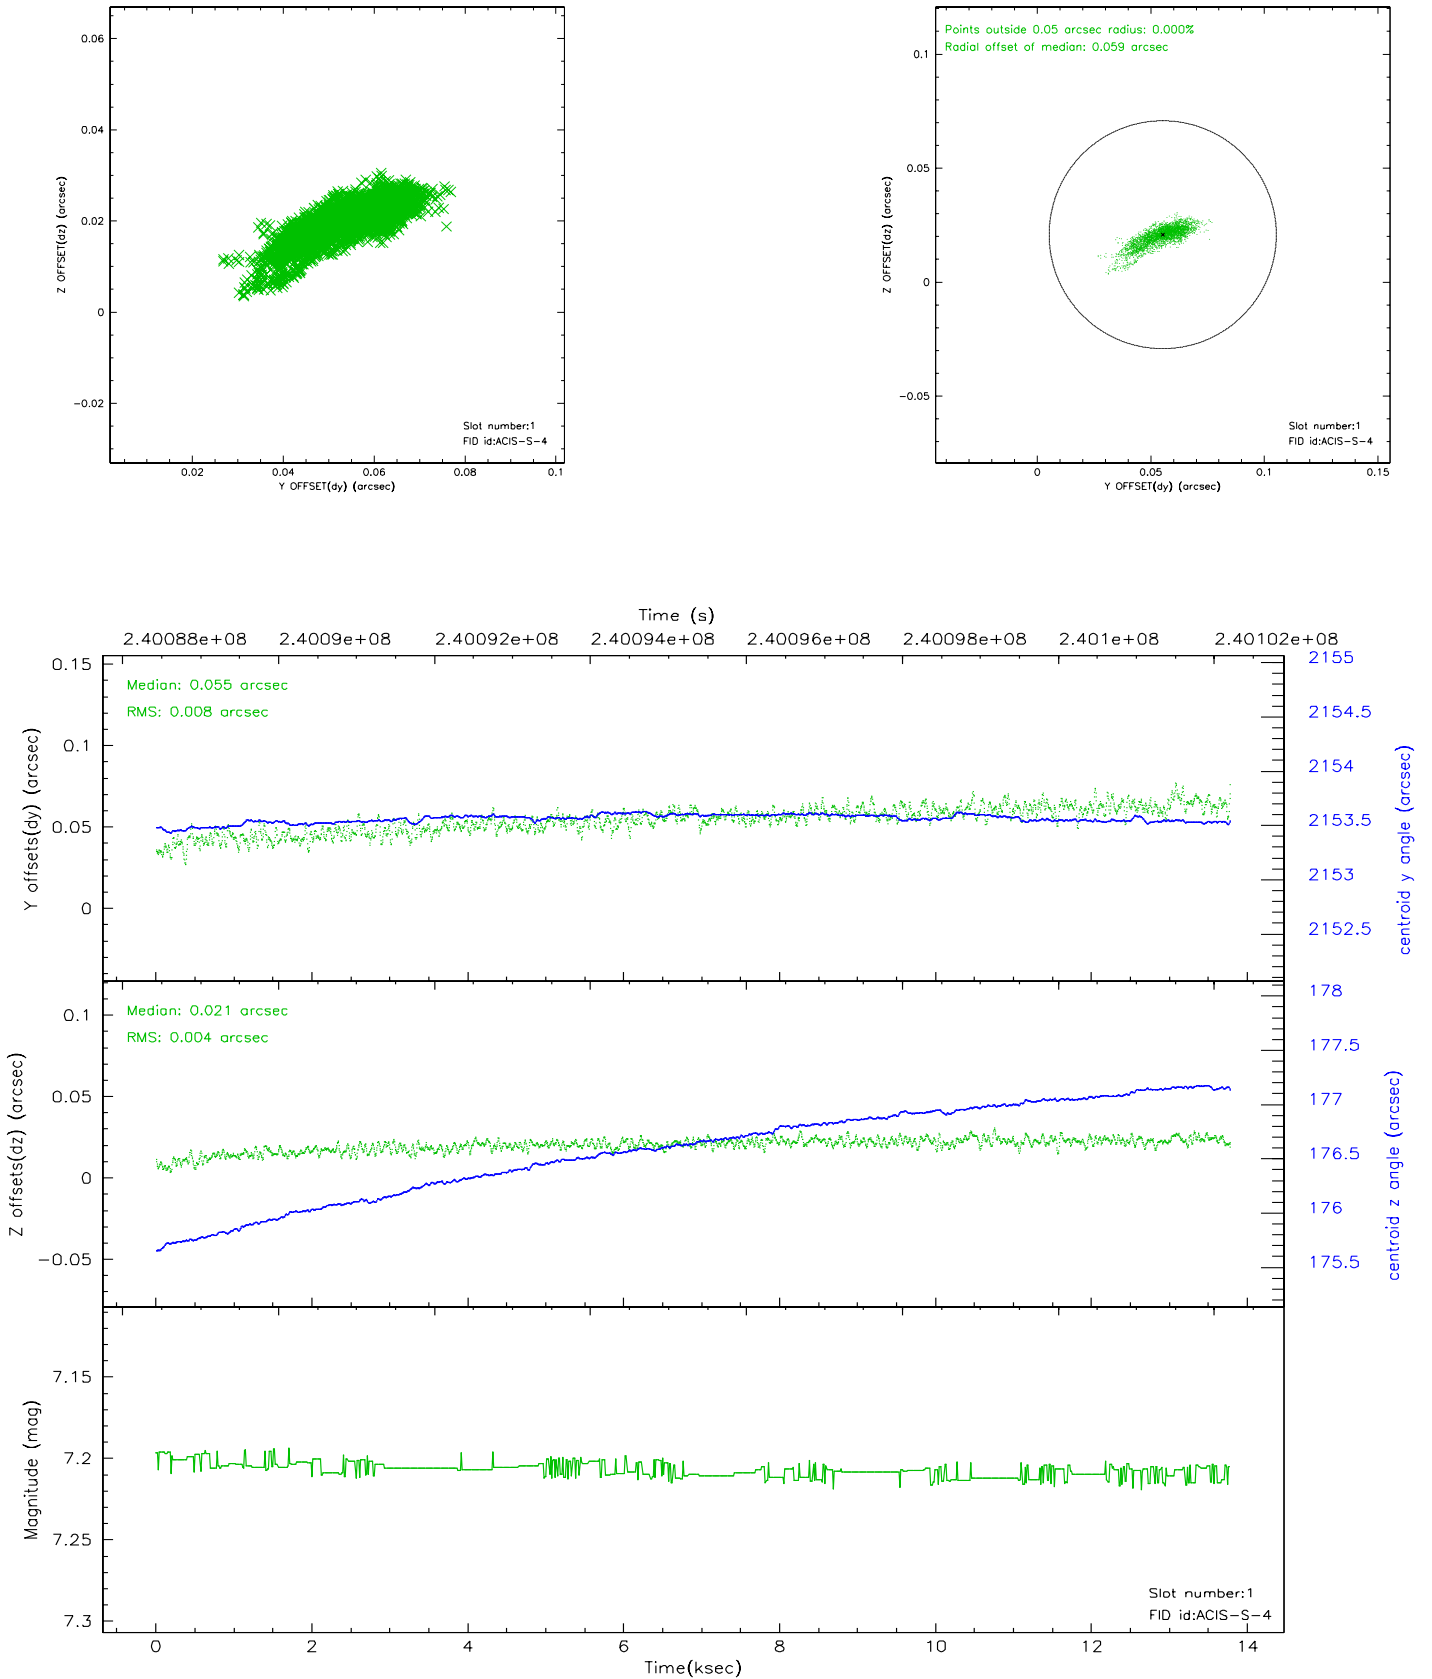 0.06
0.04
0.02
0
−0.02
Z OFFSET(dz) (arcsec)
Slot number:1
FID id:ACIS−S−4
0.02 0.04 0.06 0.08 0.1
Y OFFSET(dy) (arcsec)
Points outside 0.05 arcsec radius: 0.000%
Radial offset of median: 0.059 arcsec
0.1
0.05
0
−0.05
Z OFFSET(dz) (arcsec)
Slot number:1
FID id:ACIS−S−4
0 0.05 0.1 0.15
Y OFFSET(dy) (arcsec)
Time (s)
2.40088e+08 2.4009e+08 2.40092e+08 2.40094e+08 2.40096e+08 2.40098e+08 2.401e+08 2.40102e+08
0.15
0.1
0.05
0
Y offsets(dy) (arcsec)
Median: 0.055 arcsec
RMS: 0.008 arcsec
2155
2154.5
2154
2153.5
2153
2152.5
centroid y angle (arcsec)
0.1
0.05
0
−0.05
Z offsets(dz) (arcsec)
Median: 0.021 arcsec
RMS: 0.004 arcsec
178
177.5
177
176.5
176
175.5
centroid z angle (arcsec)
7.15
7.2
7.25
7.3
Magnitude (mag)
Slot number:1
FID id:ACIS−S−4
0 2 4 6 8 10 12 14
Time(ksec)